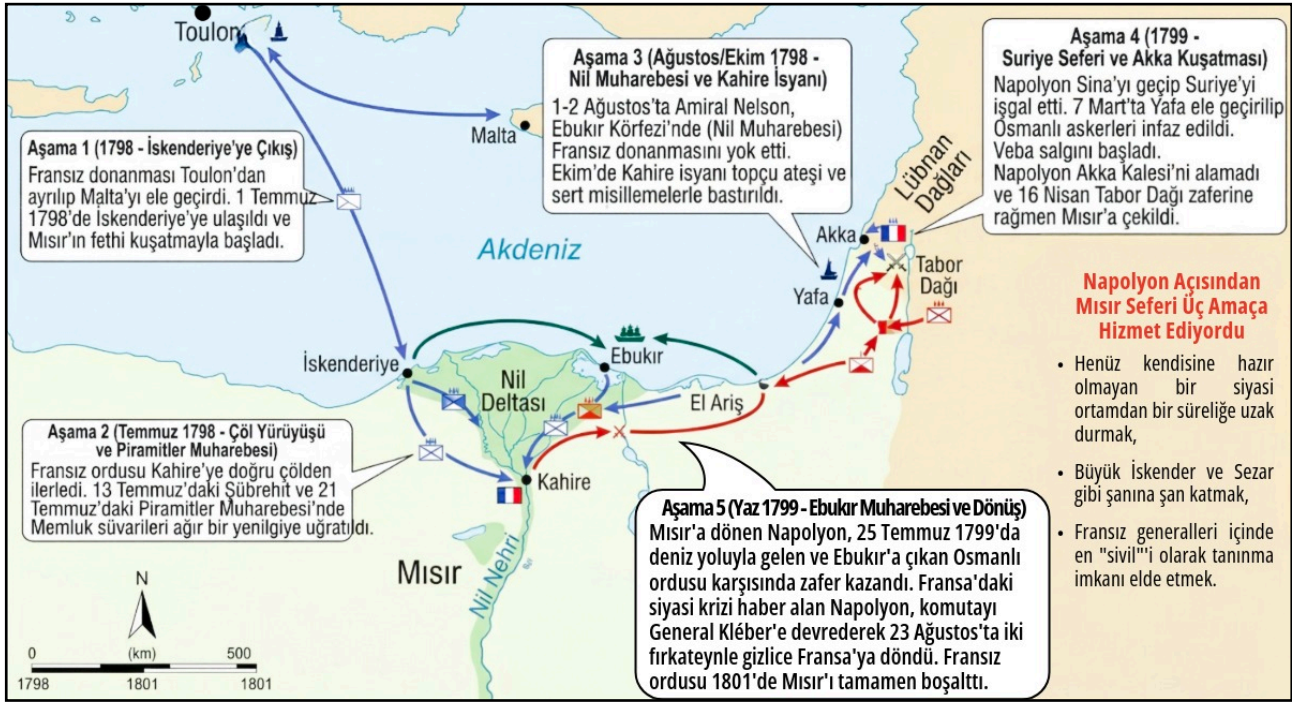 Toulon
Malta
Aşama 1 (1798 - İskenderiye'ye Çıkış)
Fransız donanması Toulon'dan
ayrılıp Malta'yı ele geçirdi. 1 Temmuz
1798'de İskenderiye'ye ulaşıldı ve
Mısır'ın fethi kuşatmayla başladı.
Aşama 3 (Ağustos/Ekim 1798 -
Nil Muharebesi ve Kahire İsyanı)
1-2 Ağustos'ta Amiral Nelson,
Ebukır Körfezi'nde (Nil Muharebesi)
Fransız donanmasını yok etti.
Ekim'de Kahire isyanı topçu ateşi ve
sert misillemelerle bastırıldı.
Aşama 4 (1799 -
Suriye Seferi ve Akka Kuşatması)
Napolyon Sina'yı geçip Suriye'yi
işgal etti. 7 Mart'ta Yafa ele geçirilip
Osmanlı askerleri infaz edildi.
Veba salgını başladı.
Napolyon Akka Kalesi'ni alamadı
ve 16 Nisan Tabor Dağı zaferine
rağmen Mısır'a çekildi.
Lübnan
Dağları
Akdeniz
Akka
Tabor
Dağı
Yafa
İskenderiye
Ebukır
Nil
Deltası
El Ariş
Kahire
Mısır
Nil Nehri
Aşama 2 (Temmuz 1798 - Çöl Yürüyüşü
ve Piramitler Muharebesi)
Fransız ordusu Kahire'ye doğru çölden
ilerledi. 13 Temmuz'daki Şübrehit ve 21
Temmuz'daki Piramitler Muharebesi'nde
Memluk süvarileri ağır bir yenilgiye uğratıldı.
Aşama 5 (Yaz 1799 - Ebukır Muharebesi ve Dönüş)
Mısır'a dönen Napolyon, 25 Temmuz 1799'da
deniz yoluyla gelen ve Ebukır'a çıkan Osmanlı
ordusu karşısında zafer kazandı. Fransa'daki
siyasi krizi haber alan Napolyon, komutayı
General Kléber'e devrederek 23 Ağustos'ta iki
fırkateynle gizlice Fransa'ya döndü. Fransız
ordusu 1801'de Mısır'ı tamamen boşalttı.
Napolyon Açısından
Mısır Seferi Üç Amaça
Hizmet Ediyordu
• Henüz kendisine hazır
olmayan bir siyasi
ortamdan bir süreliğe uzak
durmak,
• Büyük İskender ve Sezar
gibi şanına şan katmak,
• Fransız generalleri içinde
en "sivil"'i olarak tanınma
imkanı elde etmek.
N
0 (km) 500
1798 1801 1801